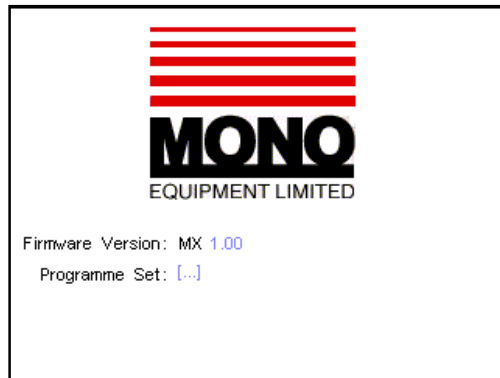 MONO
EQUIPMENT LIMITED
Firmware Version: MX 1.00
Programme Set: [...]